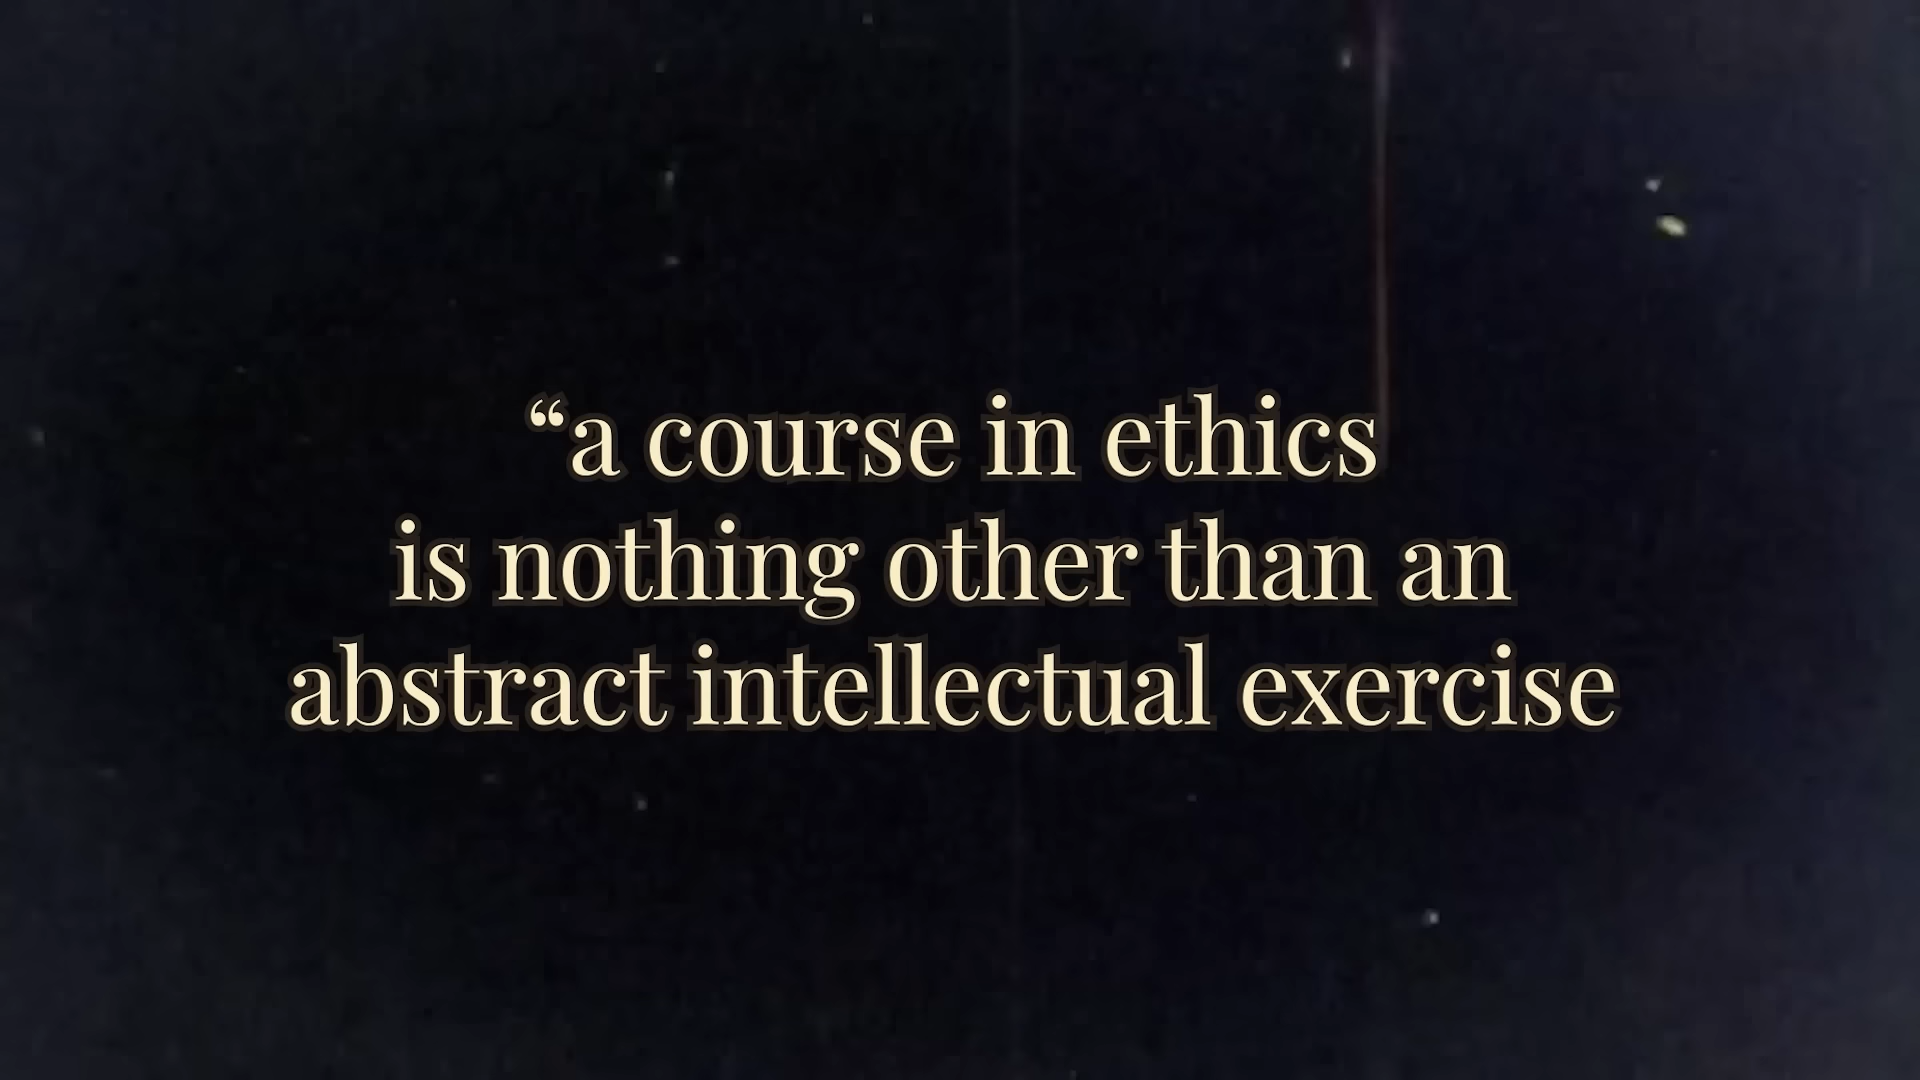 “a course in ethics
is nothing other than an
abstract intellectual exercise